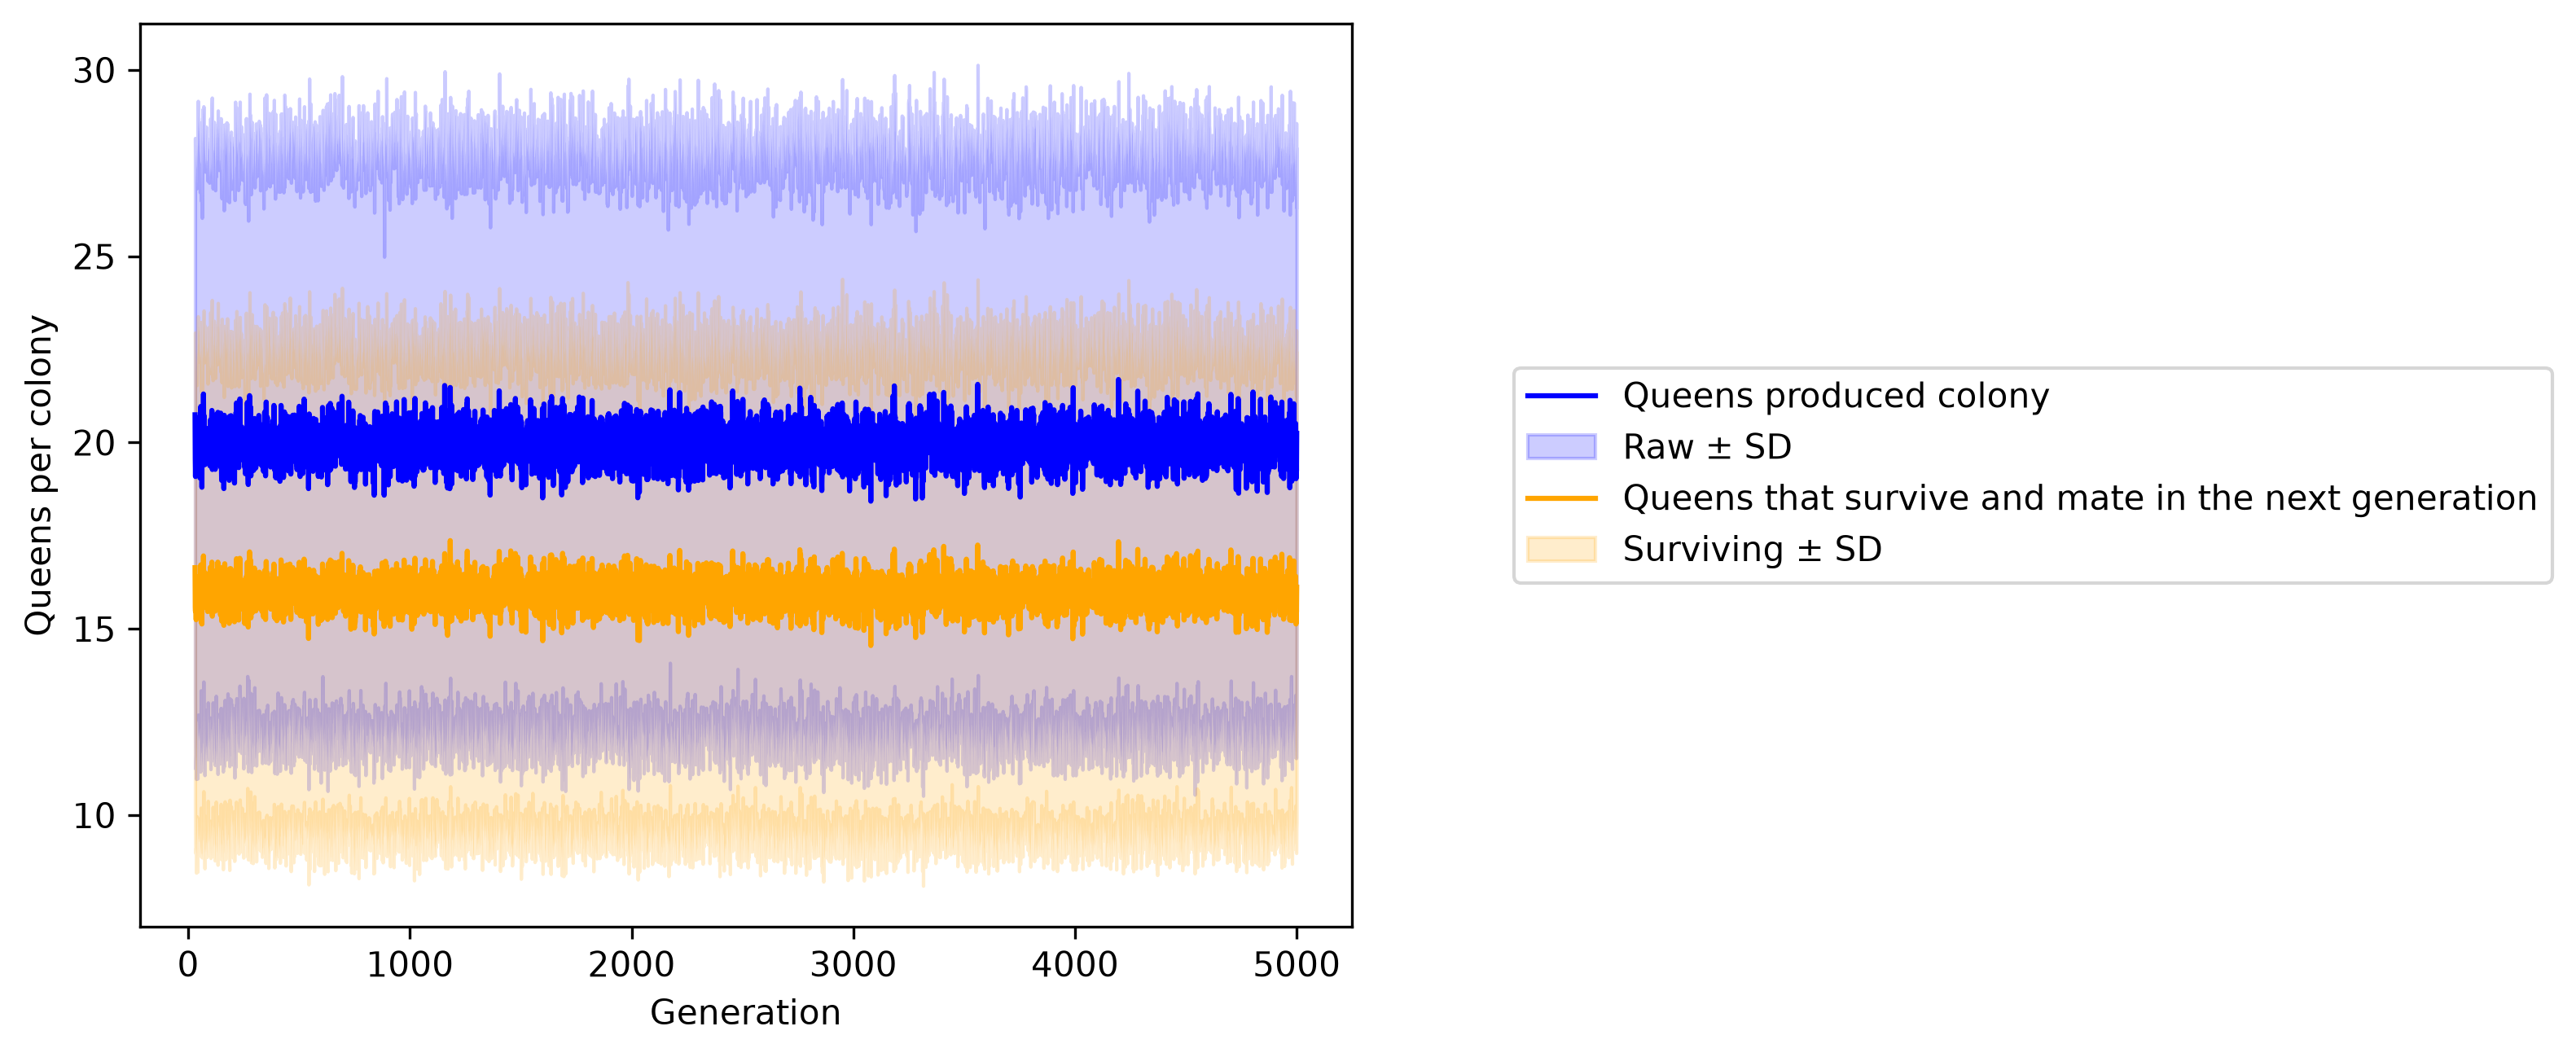 30
25
20
15
10
Queens per colony
0 1000 2000 3000 4000 5000
Generation
Queens produced colony
Raw ± SD
Queens that survive and mate in the next generation
Surviving ± SD